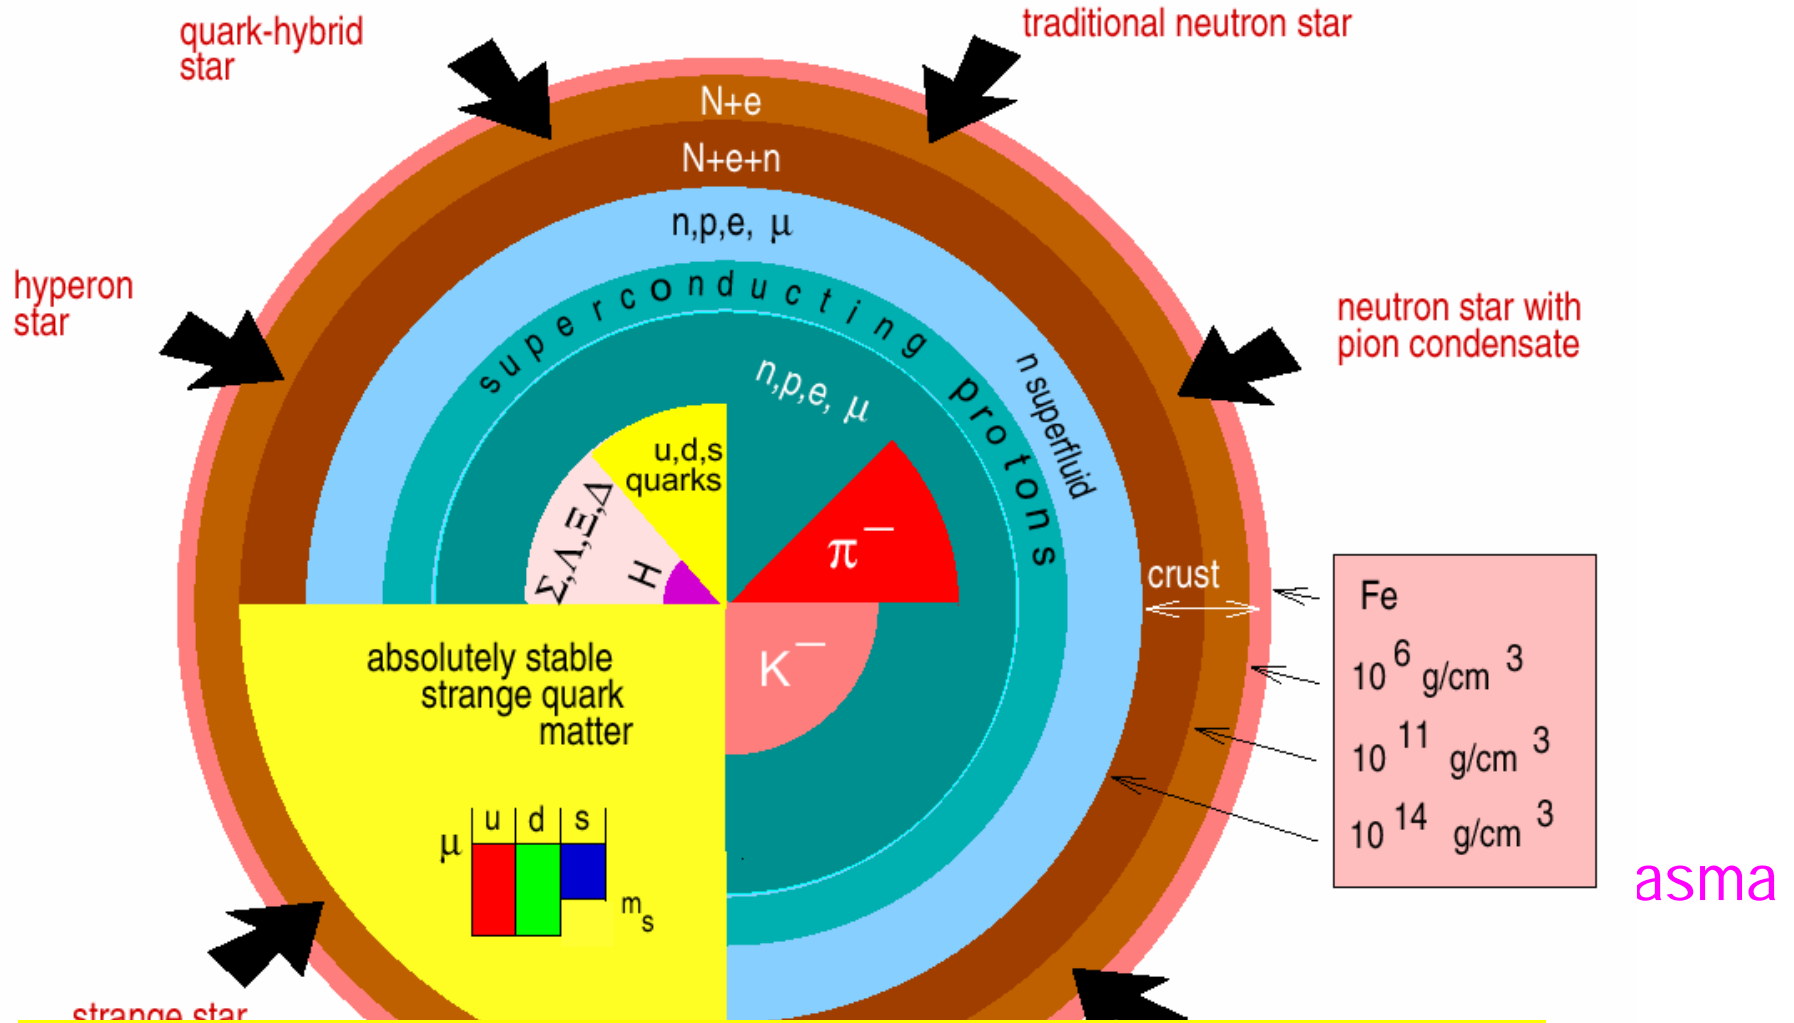 quark-hybrid
star
traditional neutron star
N+e
N+e+n
n,p,e, μ
superconducting protons
n superfluid
hyperon
star
neutron star with
pion condensate
n,p,e, μ
u,d,s
quarks
Σ,Λ,Ξ,Δ
H
π⁻
K⁻
crust
Fe
10⁶ g/cm³
10¹¹ g/cm³
10¹⁴ g/cm³
absolutely stable
strange quark
matter
u d s
μ
mₛ
asma
strange star